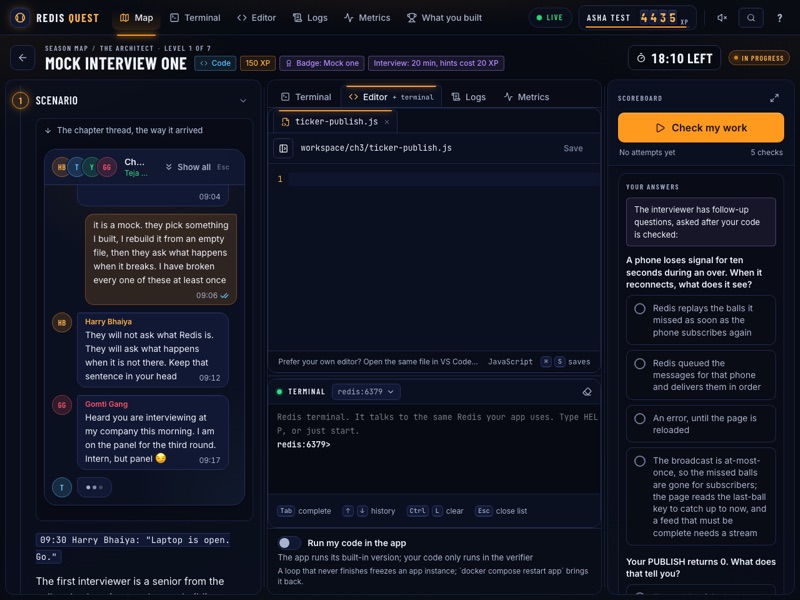 REDIS QUEST
Map
Terminal
Editor
Logs
Metrics
What you built
LIVE
ASHA TEST 4435 XP
?
SEASON MAP / THE ARCHITECT · LEVEL 1 OF 7
MOCK INTERVIEW ONE
Code
150 XP
Badge: Mock one
Interview: 20 min, hints cost 20 XP
18:10 LEFT
IN PROGRESS
1 SCENARIO
The chapter thread, the way it arrived
HB T Y GG
Ch...
Teja ...
Show all Esc
09:04
it is a mock. they pick something
I built, I rebuild it from an empty
file, then they ask what happens
when it breaks. I have broken
every one of these at least once
09:06
HB
Harry Bhaiya
They will not ask what Redis is.
They will ask what happens
when it is not there. Keep that
sentence in your head
09:12
GG
Gomti Gang
Heard you are interviewing at
my company this morning. I am
on the panel for the third round.
Intern, but panel 😏
09:17
T
09:30 Harry Bhaiya: "Laptop is open.
Go."
The first interviewer is a senior from the
Terminal
Editor + terminal
Logs
Metrics
ticker-publish.js ×
workspace/ch3/ticker-publish.js
Save
1
Prefer your own editor? Open the same file in VS Code...
JavaScript
⌘ S saves
TERMINAL
redis:6379
Redis terminal. It talks to the same Redis your app uses. Type HEL
P, or just start.
redis:6379>
Tab complete
↑ ↓ history
Ctrl L clear
Esc close list
Run my code in the app
The app runs its built-in version; your code only runs in the verifier
A loop that never finishes freezes an app instance; `docker compose restart app` brings
it back.
SCOREBOARD
Check my work
No attempts yet
5 checks
YOUR ANSWERS
The interviewer has follow-up
questions, asked after your code
is checked:
A phone loses signal for ten
seconds during an over. When it
reconnects, what does it see?
Redis replays the balls it
missed as soon as the
phone subscribes again
Redis queued the
messages for that phone
and delivers them in order
An error, until the page is
reloaded
The broadcast is at-most-
once, so the missed balls
are gone for subscribers;
the page reads the last-ball
key to catch up to now, and
a feed that must be
complete needs a stream
Your PUBLISH returns 0. What does
that tell you?